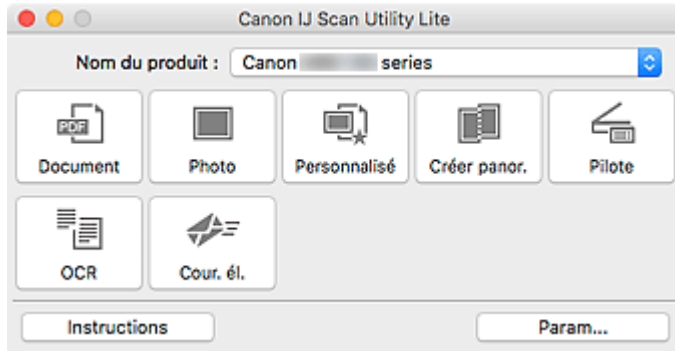 Canon IJ Scan Utility Lite
Nom du produit : Canon series
PDF
Document Photo Personnalisé Créer panor. Pilote
OCR Cour. él.
Instructions Param...